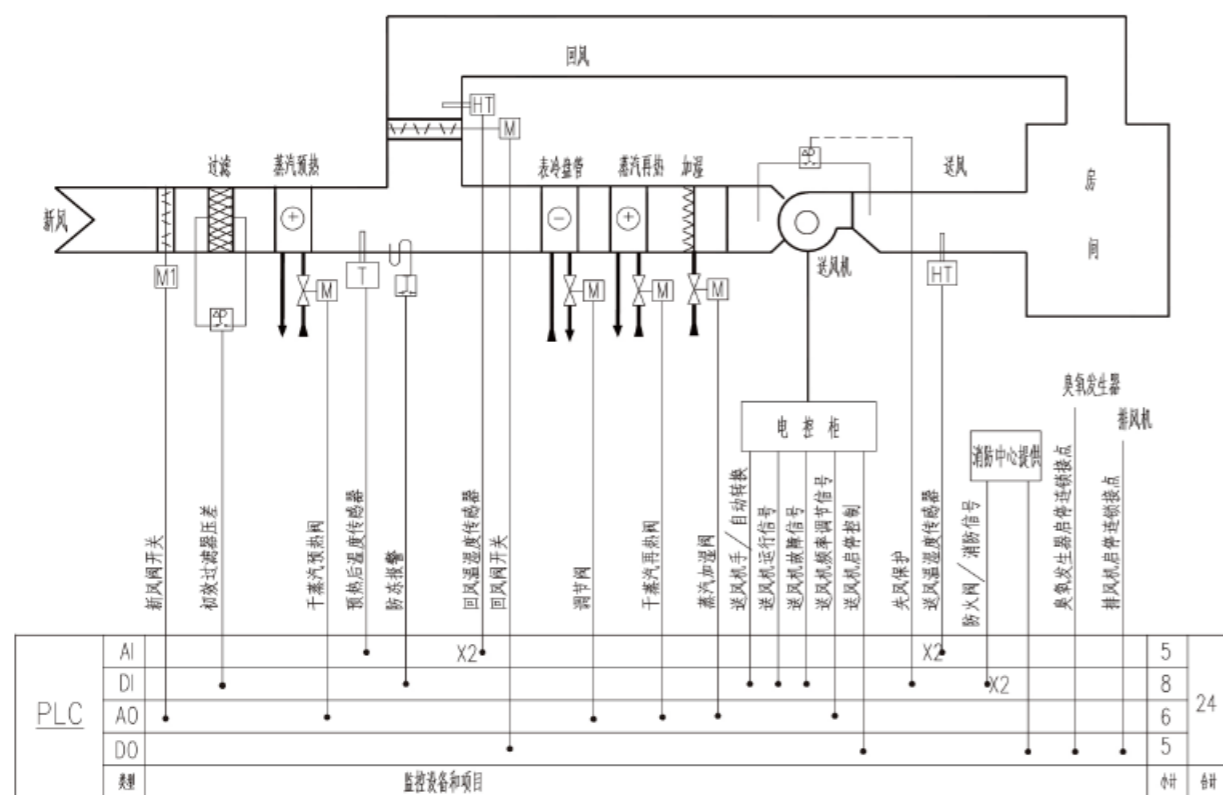 回风
HT
M
过滤
蒸汽预热
表冷盘管
蒸汽再热
加湿
送风
新风
房
间
M1
M
T
M
M
M
送风机
HT
臭氧发生器
排风机
电控柜
消防中心提供
新风阀开关
初效过滤器压差
干蒸汽预热阀
预热后温度传感器
防冻报警
回风温湿度传感器
回风阀开关
调节阀
干蒸汽再热阀
蒸汽加湿阀
送风机手/自动转换
送风机运行信号
送风机故障信号
送风机频率调节信号
送风机启停控制
失风保护
送风温湿度传感器
防火阀/消防信号
臭氧发生器启停连锁接点
排风机启停连锁接点
PLC
AI X2 X2 5
DI X2 8
AO 6
DO 5
24
类型 监控设备和项目 小计 合计